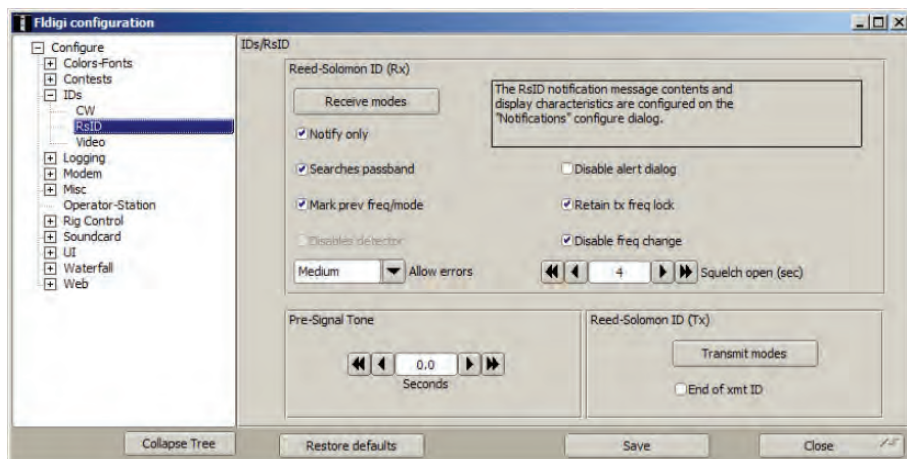 Fldigi configuration
Configure
Colors-Fonts
Contests
IDs
CW
RsID
Video
Logging
Modem
Misc
Operator-Station
Rig Control
Soundcard
UI
Waterfall
Web
Collapse Tree
IDs/RsID
Reed-Solomon ID (Rx)
Receive modes
The RsID notification message contents and
display characteristics are configured on the
"Notifications" configure dialog.
Notify only
Searches passband
Disable alert dialog
Mark prev freq/mode
Retain tx freq lock
Disables detector
Disable freq change
Medium Allow errors
4 Squelch open (sec)
Pre-Signal Tone
0.0
Seconds
Reed-Solomon ID (Tx)
Transmit modes
End of xmt ID
Restore defaults
Save
Close